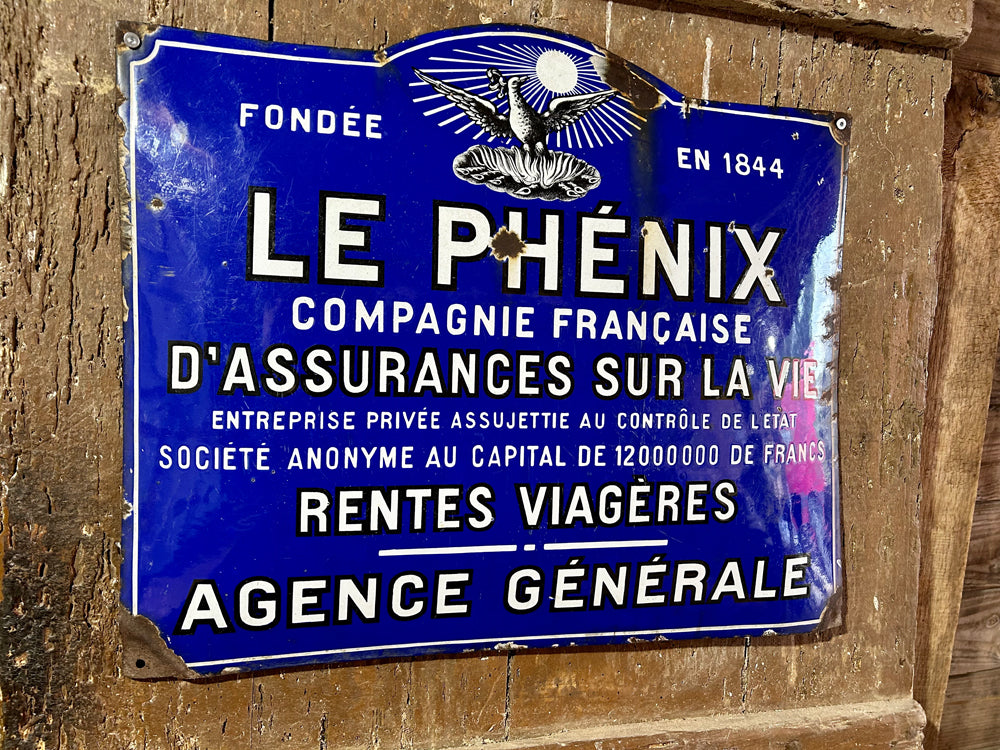 FONDÉE EN 1844
LE PHÉNIX
COMPAGNIE FRANÇAISE
D'ASSURANCES SUR LA VIE
ENTREPRISE PRIVÉE ASSUJETTIE AU CONTRÔLE DE L'ETAT
SOCIÉTÉ ANONYME AU CAPITAL DE 12000000 DE FRANCS
RENTES VIAGÈRES
AGENCE GÉNÉRALE